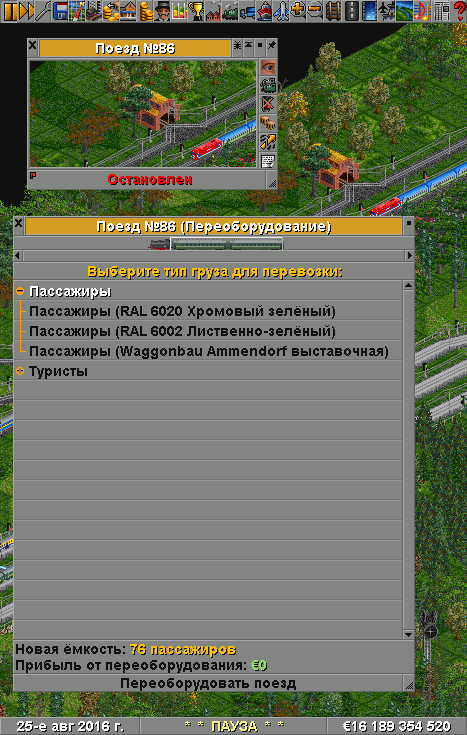 Поезд №86
Остановлен
Поезд №86 (Переоборудование)
Выберите тип груза для перевозки:
Пассажиры
Пассажиры (RAL 6020 Хромовый зелёный)
Пассажиры (RAL 6002 Лиственно-зелёный)
Пассажиры (Waggonbau Ammendorf выставочная)
Туристы
Новая ёмкость: 76 пассажиров
Прибыль от переоборудования: €0
Переоборудовать поезд
25-е авг 2016 г. * * ПАУЗА * * €16 189 354 520